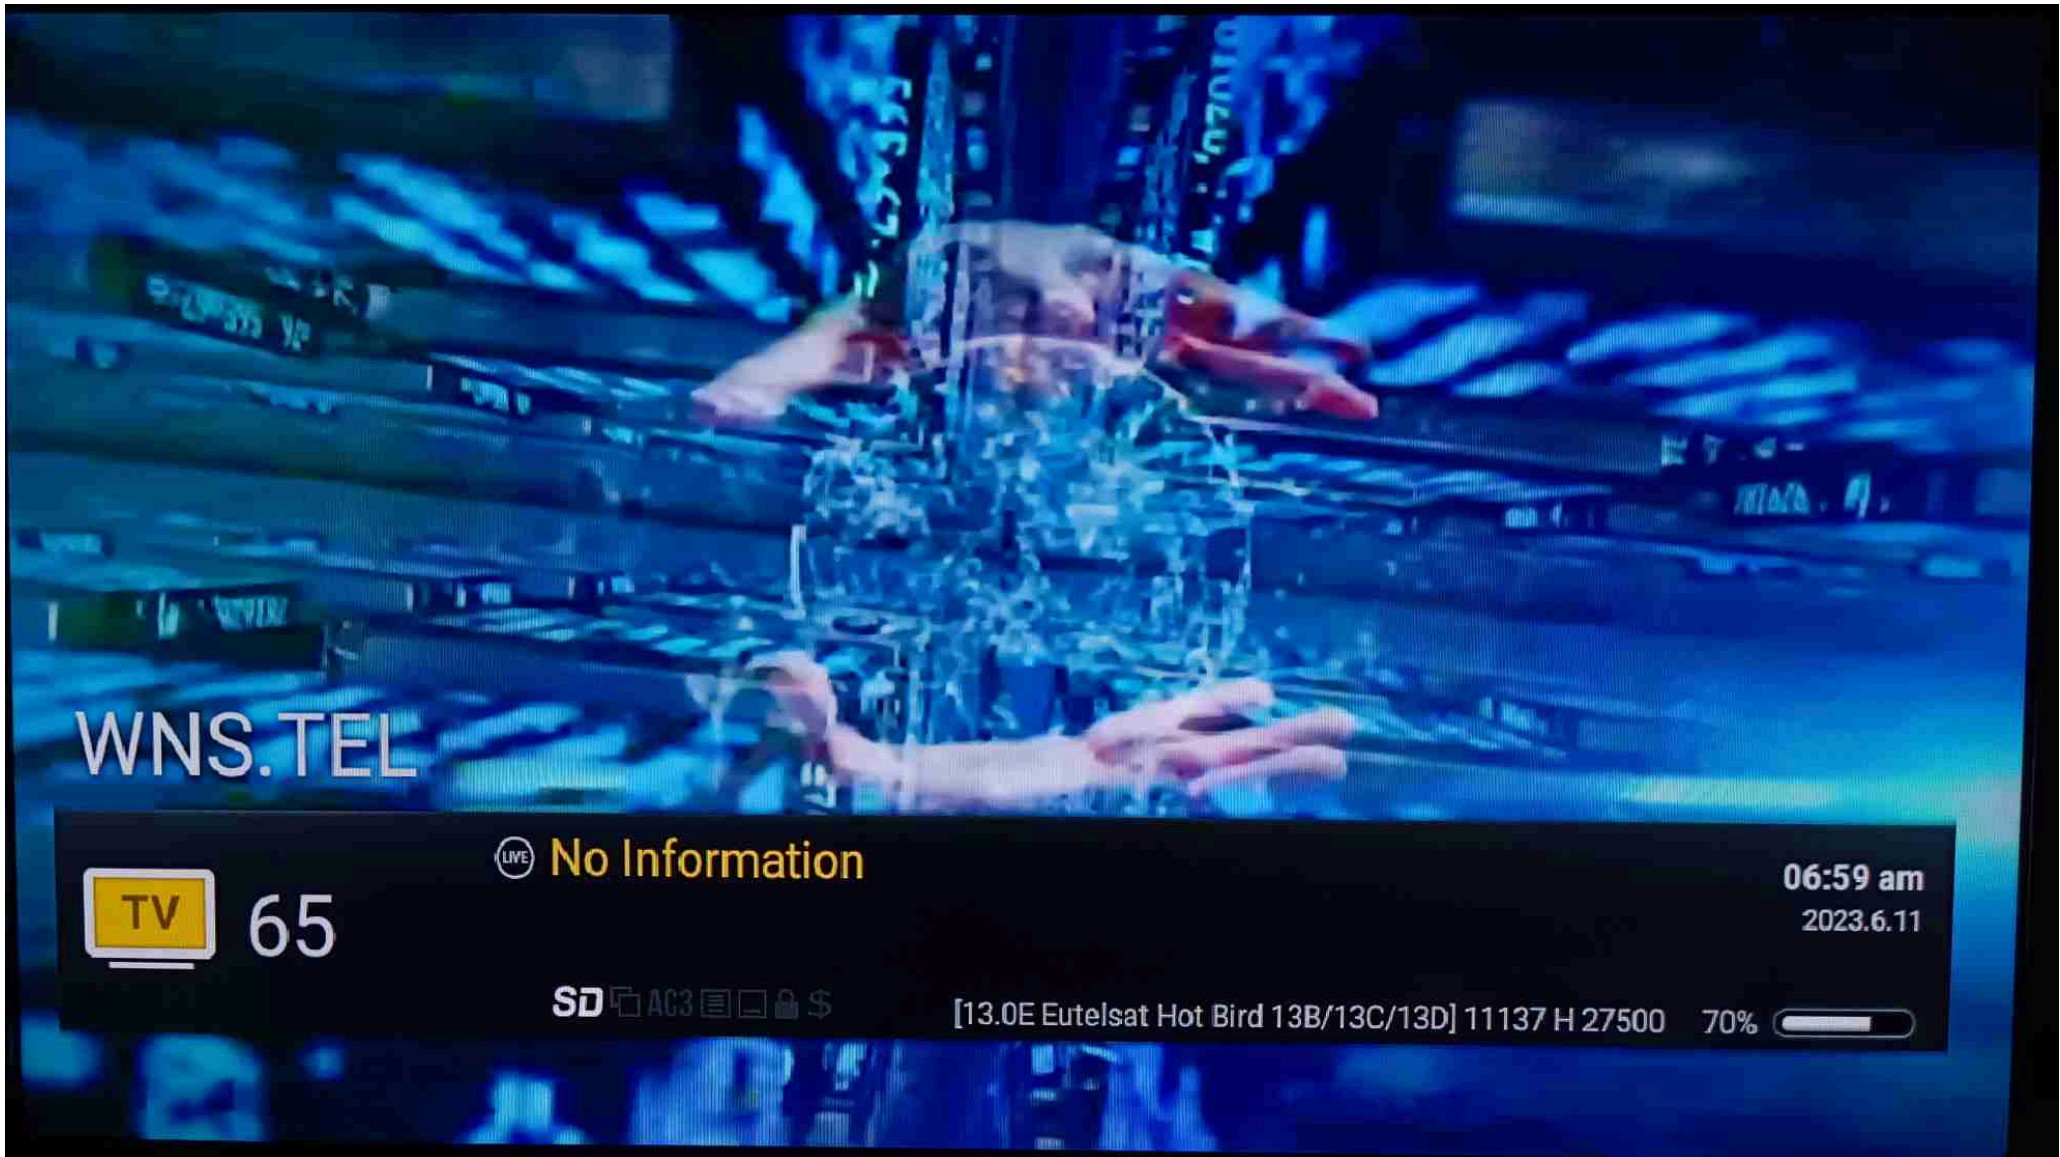 WNS.TEL
LIVE No Information
TV 65
06:59 am
2023.6.11
SD AC3 $
[13.0E Eutelsat Hot Bird 13B/13C/13D] 11137 H 27500 70%